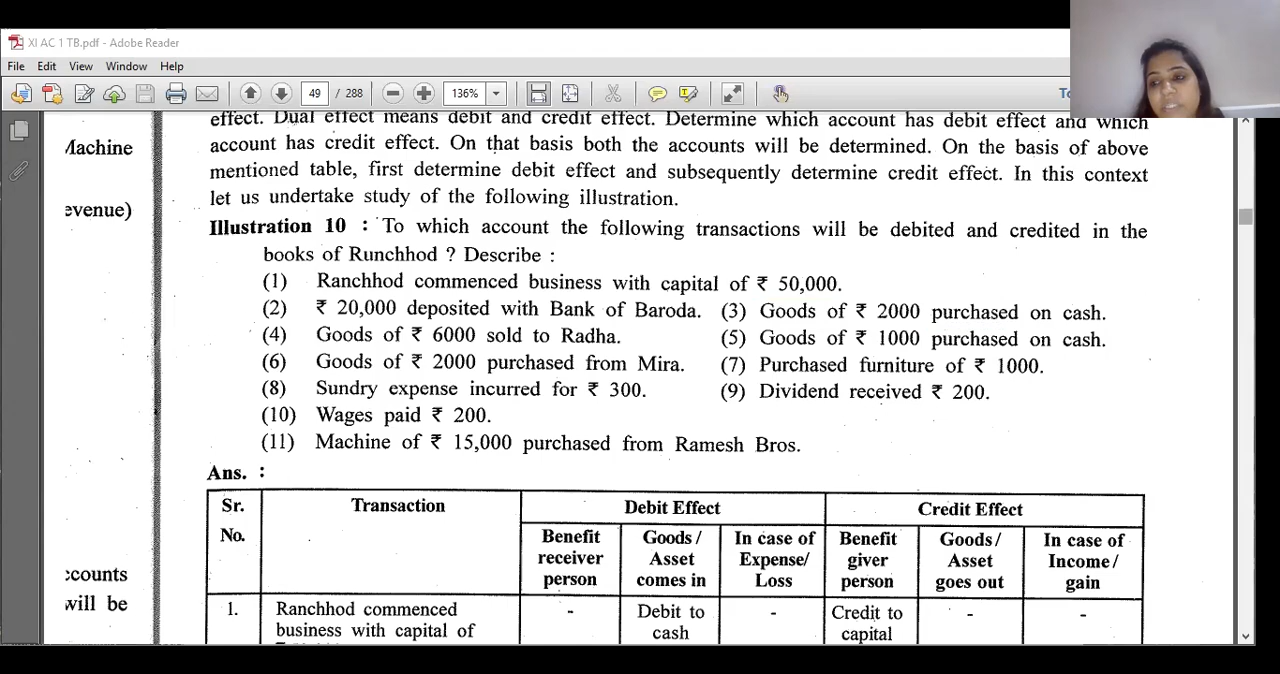 XI AC 1 TB.pdf - Adobe Reader
File Edit View Window Help
49 / 288 136% To
effect. Dual effect means debit and credit effect. Determine which account has debit effect and which
account has credit effect. On that basis both the accounts will be determined. On the basis of above
mentioned table, first determine debit effect and subsequently determine credit effect. In this context
let us undertake study of the following illustration.
Machine
evenue)
ccounts
will be
Illustration 10 : To which account the following transactions will be debited and credited in the
books of Runchhod ? Describe :
(1) Ranchhod commenced business with capital of ₹ 50,000.
(2) ₹ 20,000 deposited with Bank of Baroda. (3) Goods of ₹ 2000 purchased on cash.
(4) Goods of ₹ 6000 sold to Radha. (5) Goods of ₹ 1000 purchased on cash.
(6) Goods of ₹ 2000 purchased from Mira. (7) Purchased furniture of ₹ 1000.
(8) Sundry expense incurred for ₹ 300. (9) Dividend received ₹ 200.
(10) Wages paid ₹ 200.
(11) Machine of ₹ 15,000 purchased from Ramesh Bros.
Ans. :
Sr. No. Transaction Debit Effect Credit Effect
Benefit receiver person Goods / Asset comes in In case of Expense/ Loss Benefit giver person Goods / Asset goes out In case of Income / gain
1. Ranchhod commenced - Debit to - Credit to - -
business with capital of cash capital